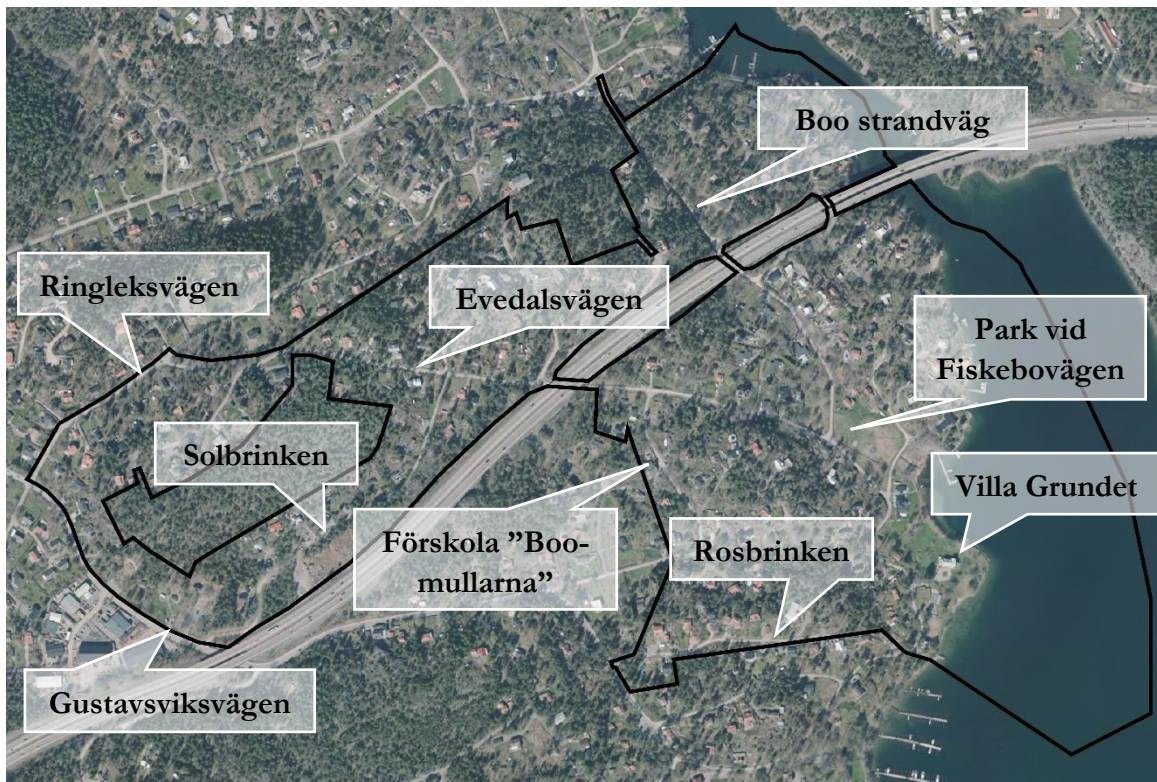 Boo strandväg
Ringleksvägen
Evedalsvägen
Park vid
Fiskebovägen
Solbrinken
Villa Grundet
Förskola ”Boo-
mullarna”
Rosbrinken
Gustavsviksvägen